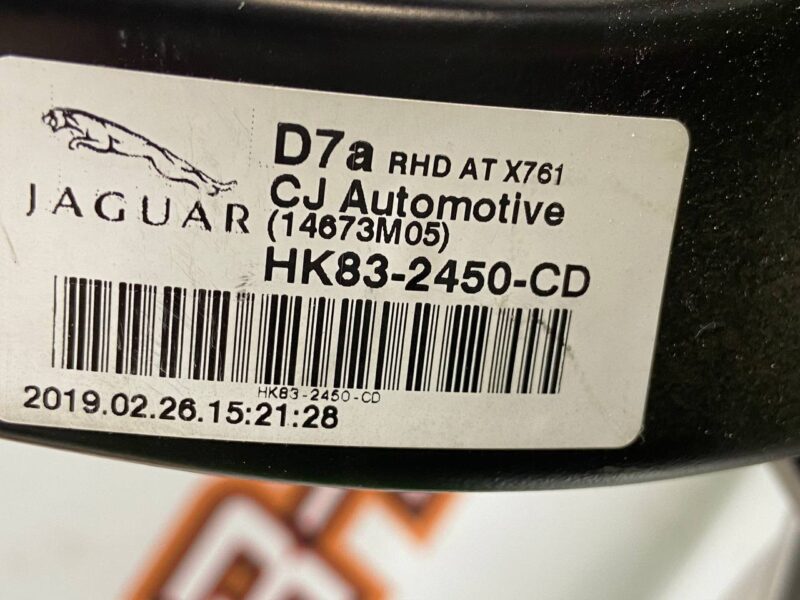 D7a RHD AT X761
JAGUAR
CJ Automotive
(14673M05)
HK83-2450-CD
HK83-2450-CD
2019.02.26.15:21:28